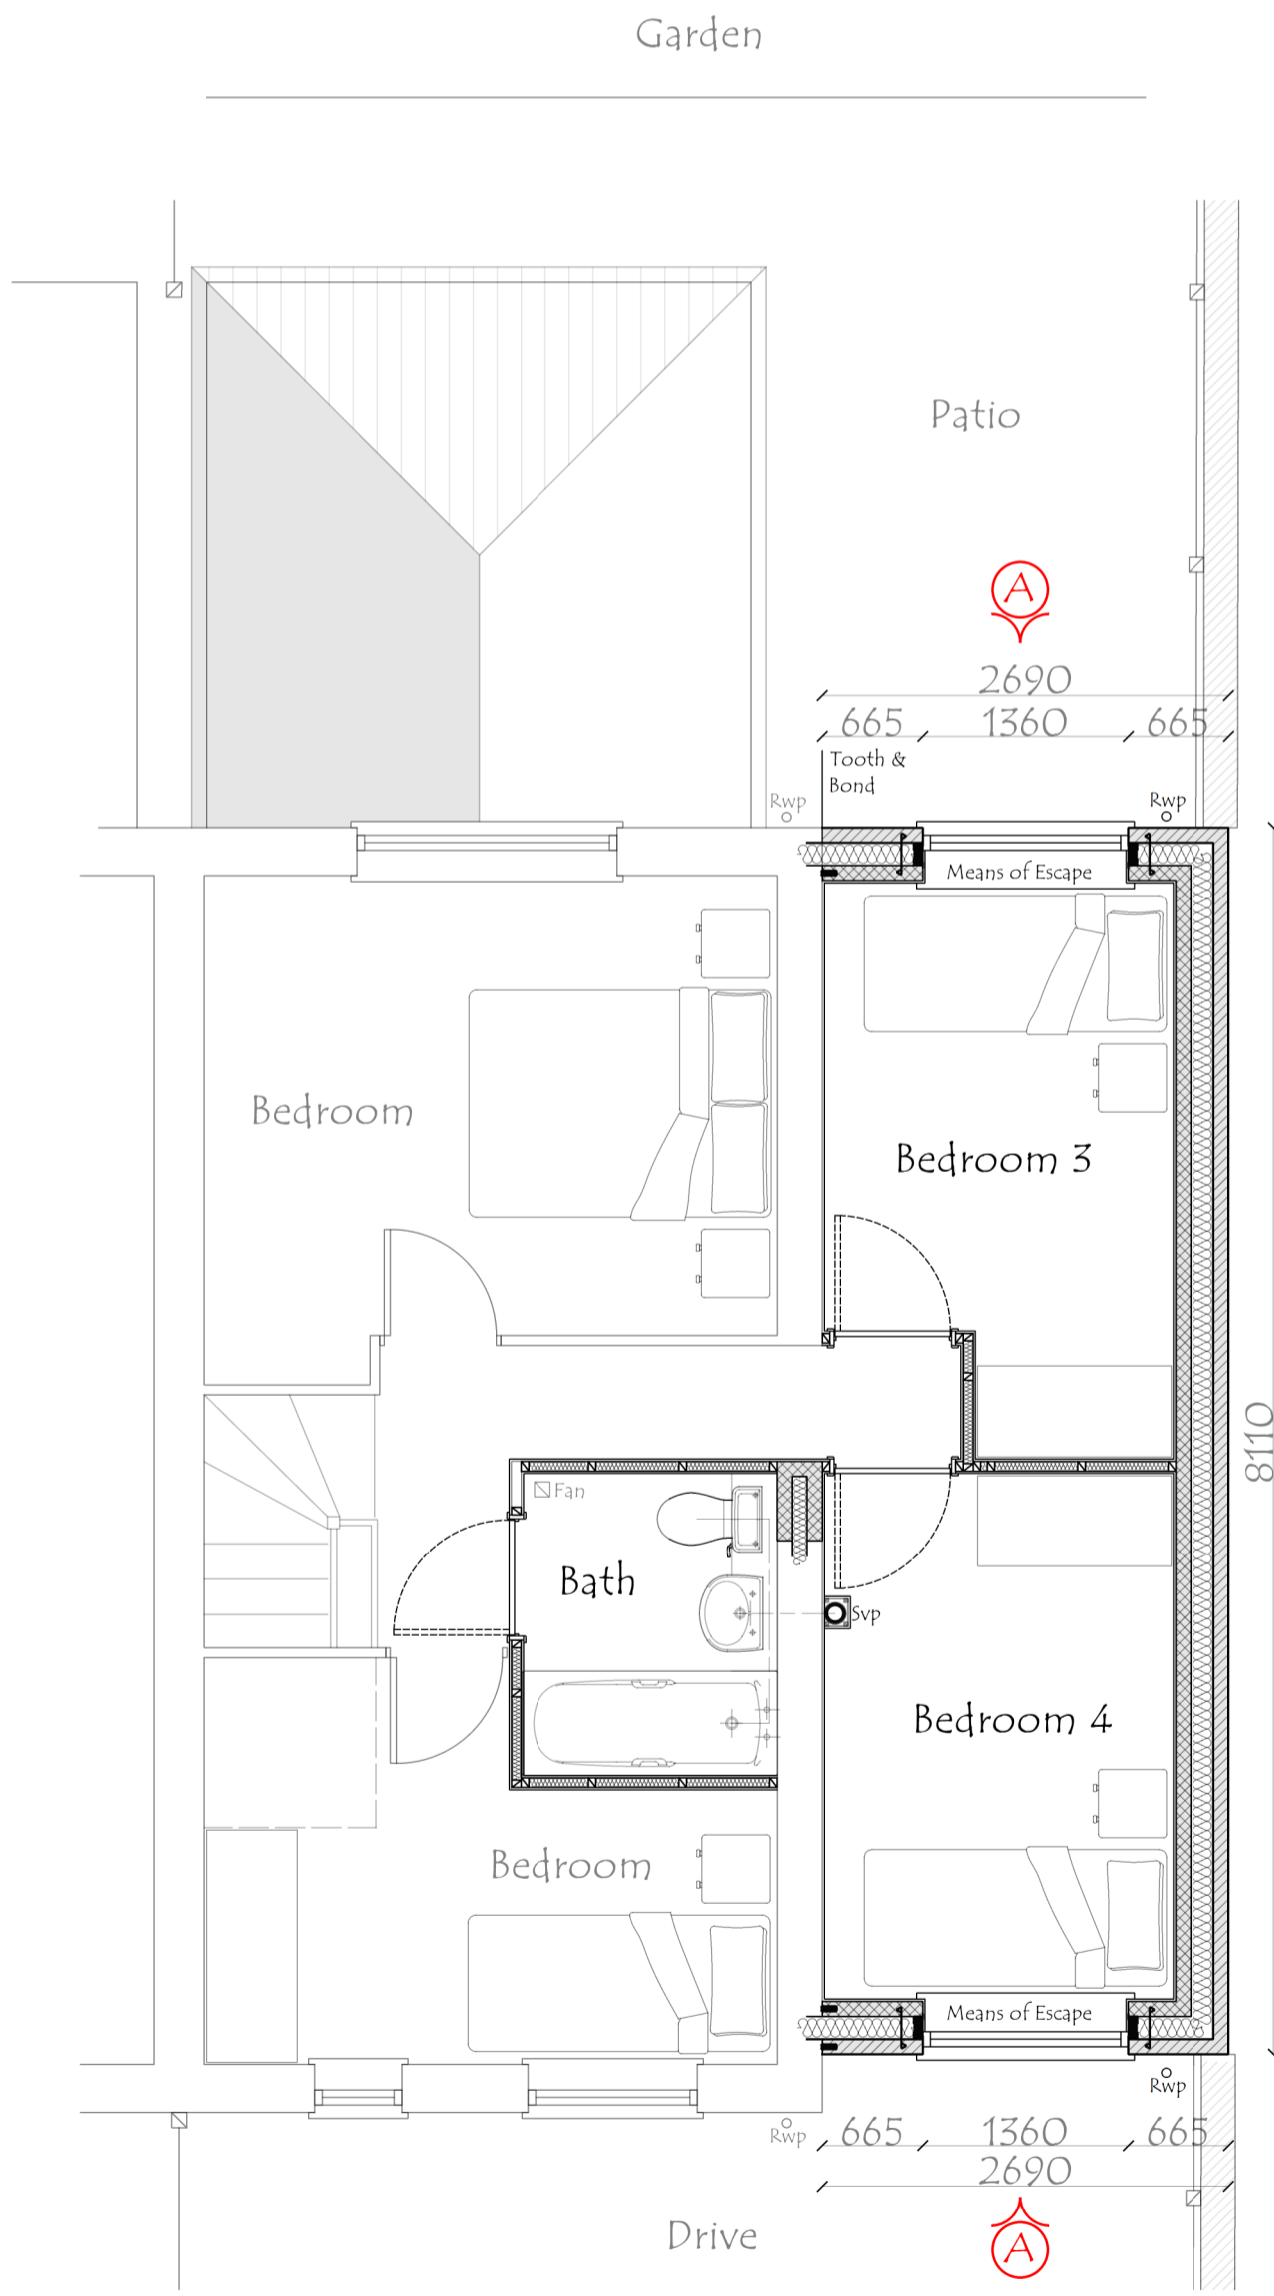 Garden
Patio
A
2690
665 1360 665
Tooth &
Bond
Rwp
Rwp
Means of Escape
Bedroom
Bedroom 3
8110
Fan
Bath
Svp
Bedroom 4
Bedroom
Means of Escape
Rwp
Rwp
665 1360 665
2690
Drive
A